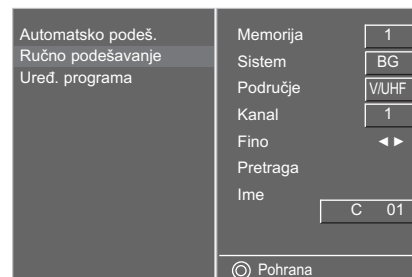 Automatsko podeš.
Ručno podešavanje
Uređ. programa
Memorija 1
Sistem BG
Područje V/UHF
Kanal 1
Fino ◄►
Pretraga
Ime
C 01
Pohrana